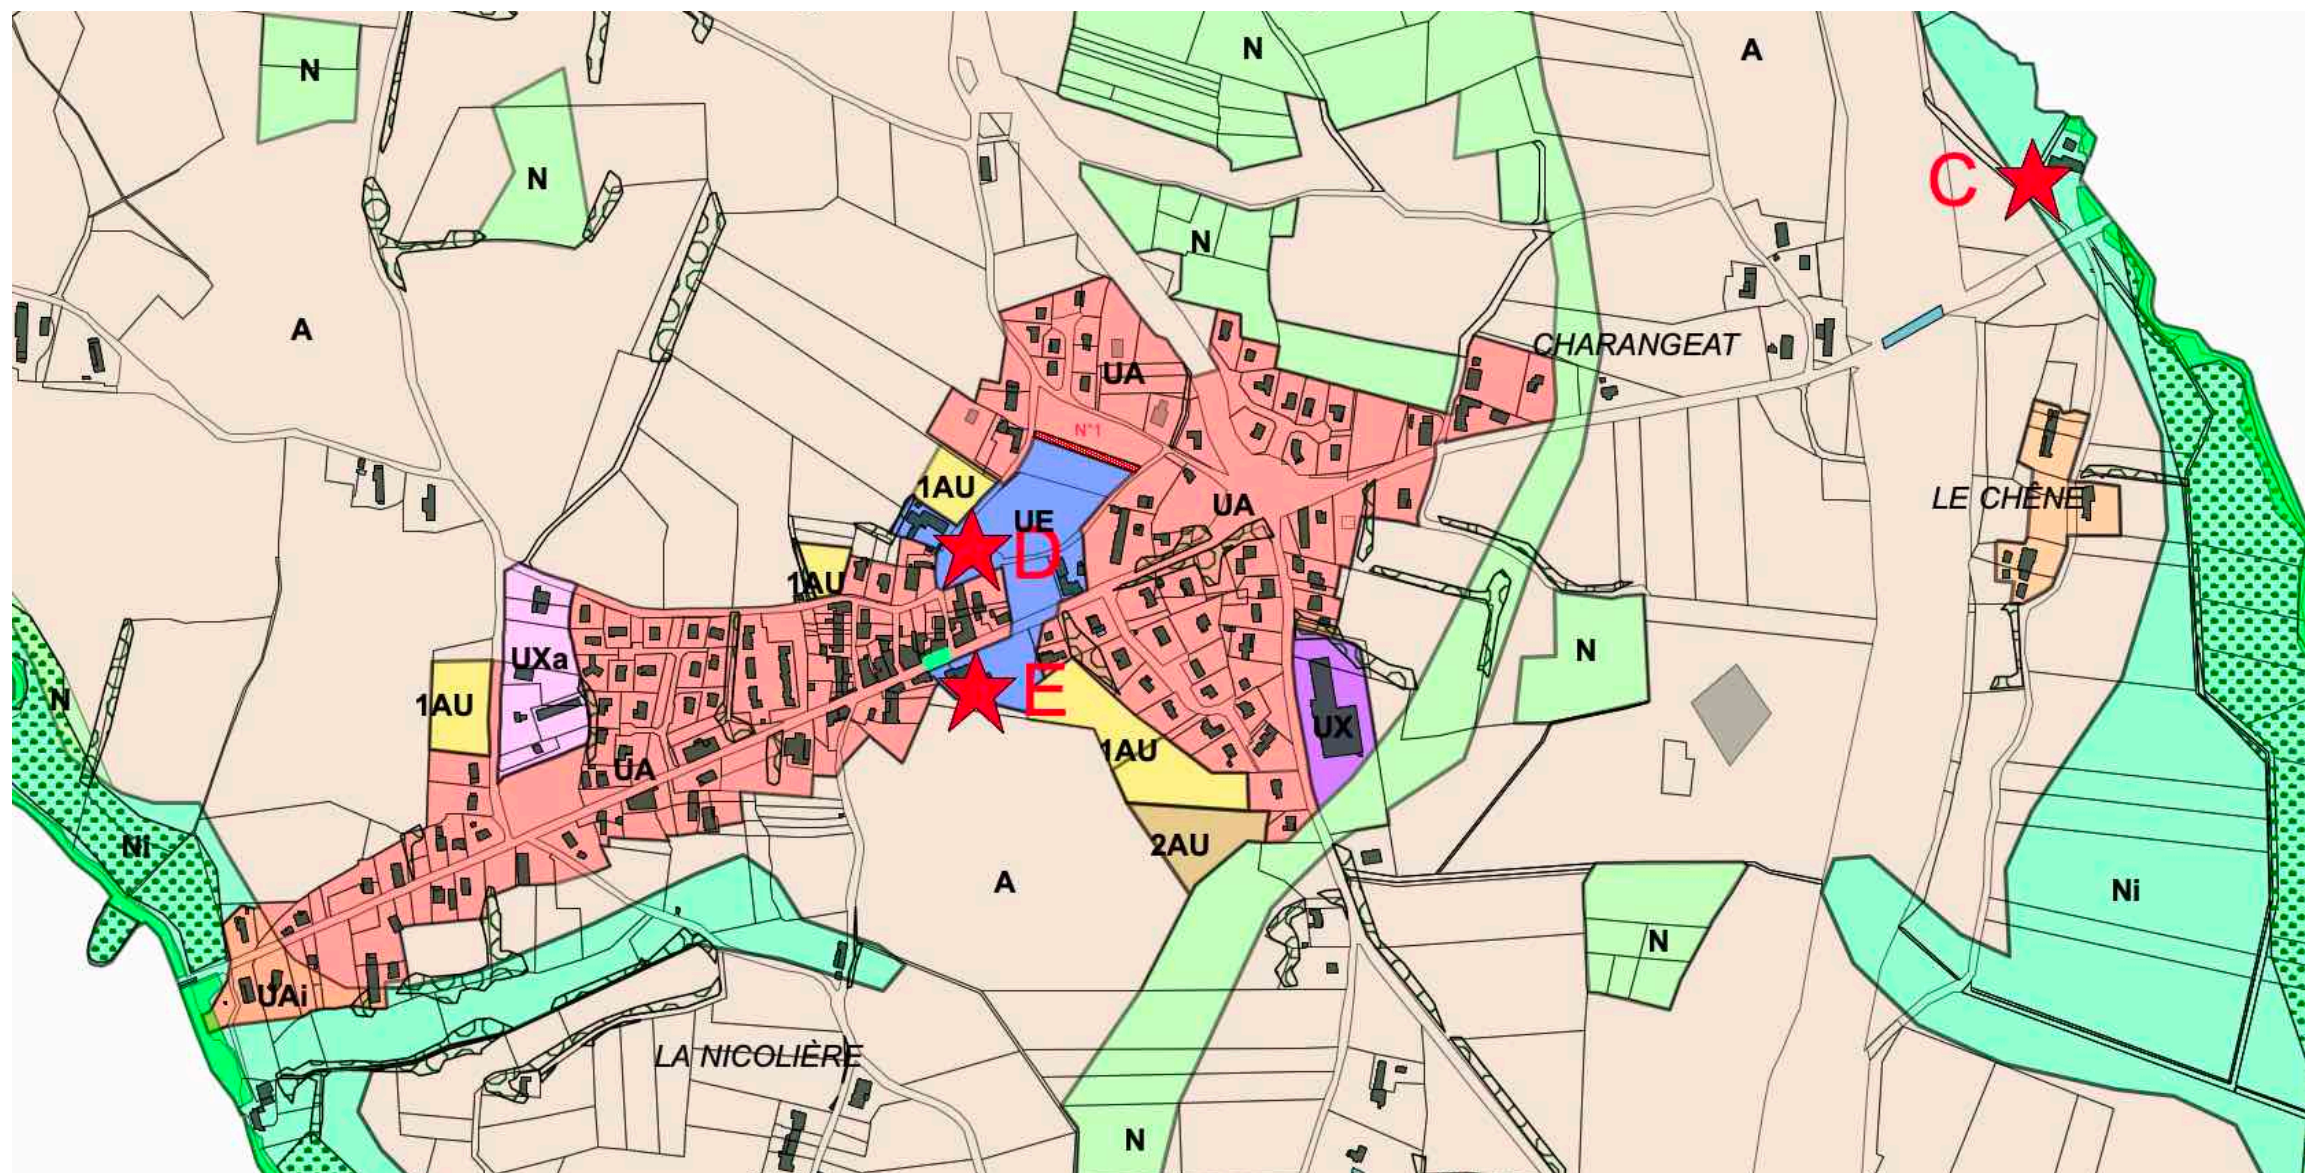 N
A
N
N
C
N
A
CHARANGEAT
UA
N°1
1AU
LE CHÊNE
UA
UE
D
1AU
UXa
N
N
1AU
E
UX
1AU
UA
Ni
2AU
A
Ni
N
UAi
LA NICOLIÈRE
N